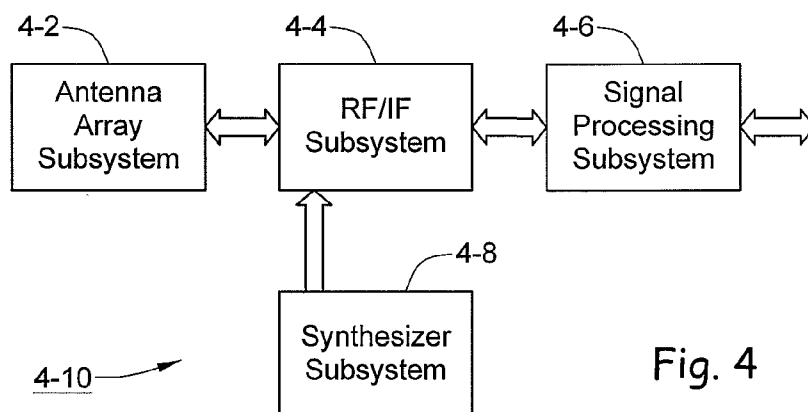 4-2
4-4
4-6
Antenna
Array
Subsystem
RF/IF
Subsystem
Signal
Processing
Subsystem
4-8
Synthesizer
Subsystem
4-10
Fig. 4